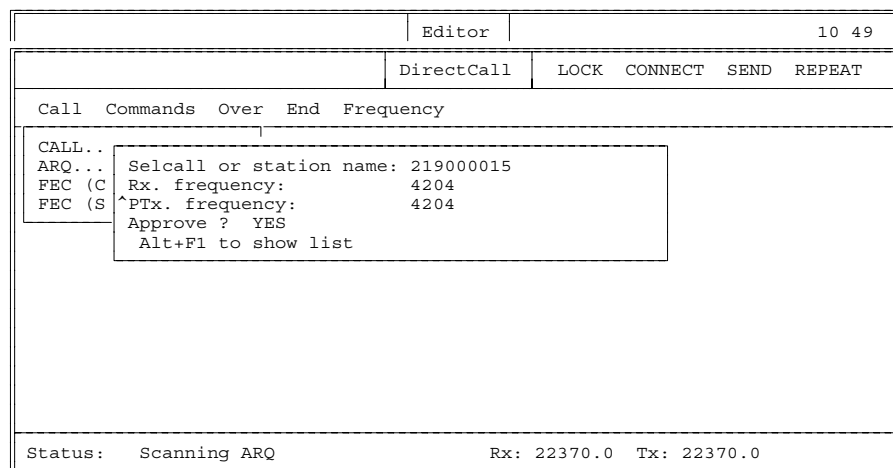 Editor 10 49
DirectCall LOCK CONNECT SEND REPEAT
Call Commands Over End Frequency
CALL..
ARQ... Selcall or station name: 219000015
FEC (C Rx. frequency: 4204
FEC (S ^PTx. frequency: 4204
Approve ? YES
Alt+F1 to show list
Status: Scanning ARQ Rx: 22370.0 Tx: 22370.0